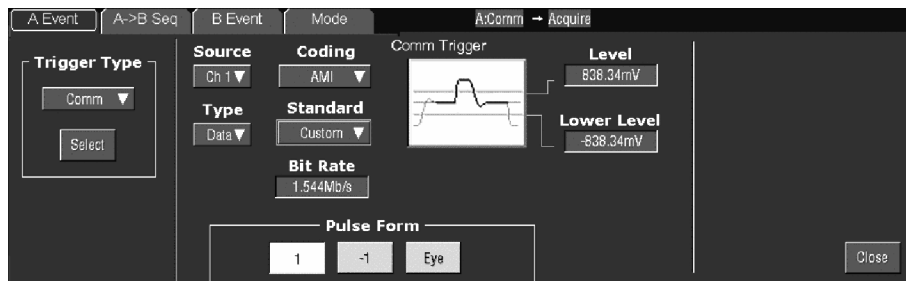 A Event A->B Seq B Event Mode A:Comm → Acquire
Trigger Type
Comm
Select
Source
Ch 1
Type
Data
Coding
AMI
Standard
Custom
Bit Rate
1.544Mb/s
Comm Trigger
Level
838.34mV
Lower Level
-838.34mV
Pulse Form
1 -1 Eye
Close